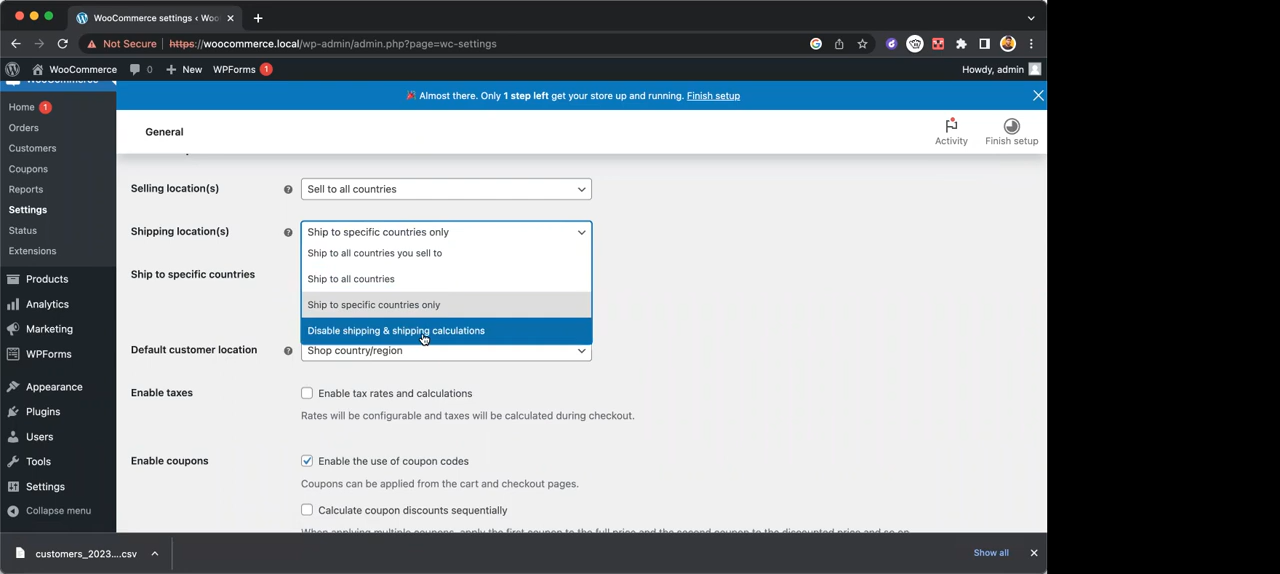 WooCommerce settings ‹ Woo
Not Secure https://woocommerce.local/wp-admin/admin.php?page=wc-settings
WooCommerce 0 New WPForms 1 Howdy, admin
WooCommerce
Almost there. Only 1 step left get your store up and running. Finish setup
Home 1
Orders
Customers
Coupons
Reports
Settings
Status
Extensions
Products
Analytics
Marketing
WPForms
Appearance
Plugins
Users
Tools
Settings
Collapse menu
General
Activity
Finish setup
Selling location(s)
Sell to all countries
Shipping location(s)
Ship to specific countries only
Ship to all countries you sell to
Ship to all countries
Ship to specific countries only
Disable shipping & shipping calculations
Ship to specific countries
Default customer location
Shop country/region
Enable taxes
Enable tax rates and calculations
Rates will be configurable and taxes will be calculated during checkout.
Enable coupons
Enable the use of coupon codes
Coupons can be applied from the cart and checkout pages.
Calculate coupon discounts sequentially
When applying multiple coupons, apply the first coupon to the full price and the second coupon to the discounted price and so on.
customers_2023....csv
Show all